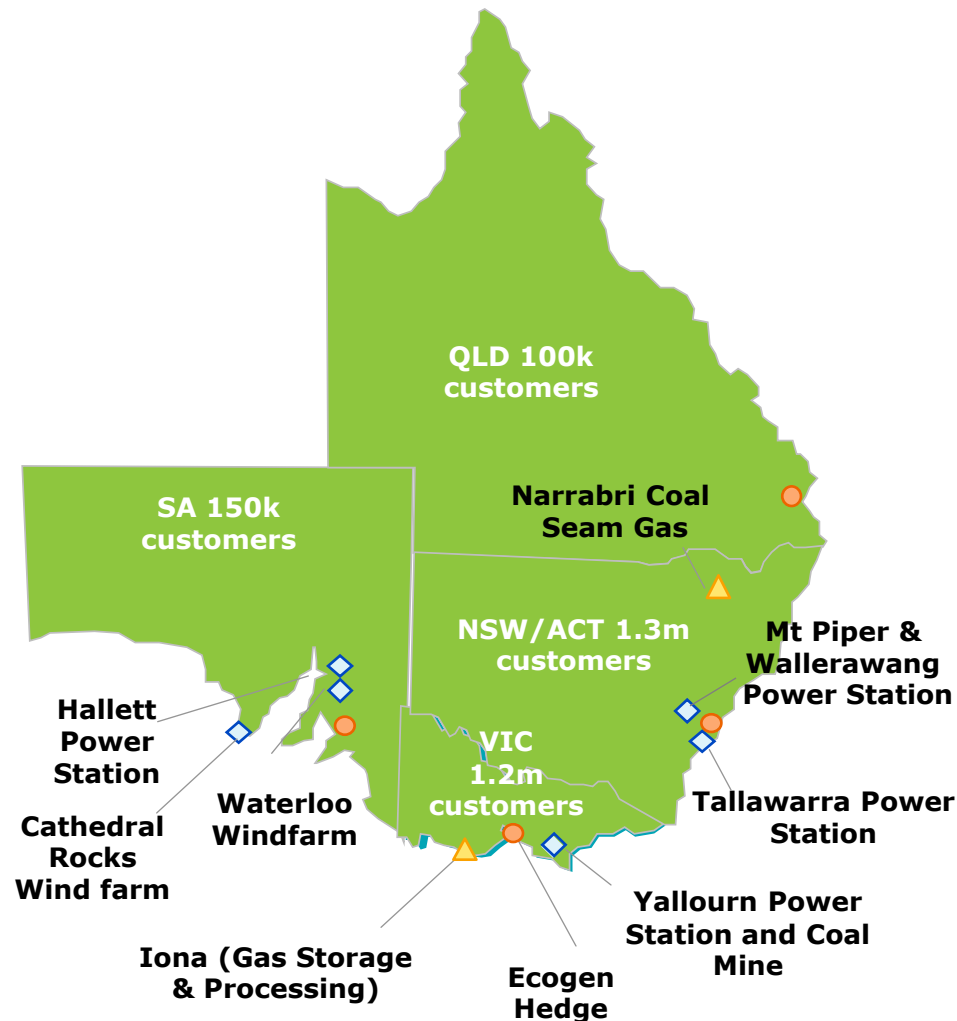 QLD 100k
customers
SA 150k
customers
Narrabri Coal
Seam Gas
NSW/ACT 1.3m
customers
Mt Piper &
Wallerawang
Power Station
Hallett
Power
Station
VIC
1.2m
customers
Waterloo
Windfarm
Tallawarra Power
Station
Cathedral
Rocks
Wind farm
Yallourn Power
Station and Coal
Mine
Iona (Gas Storage
& Processing)
Ecogen
Hedge